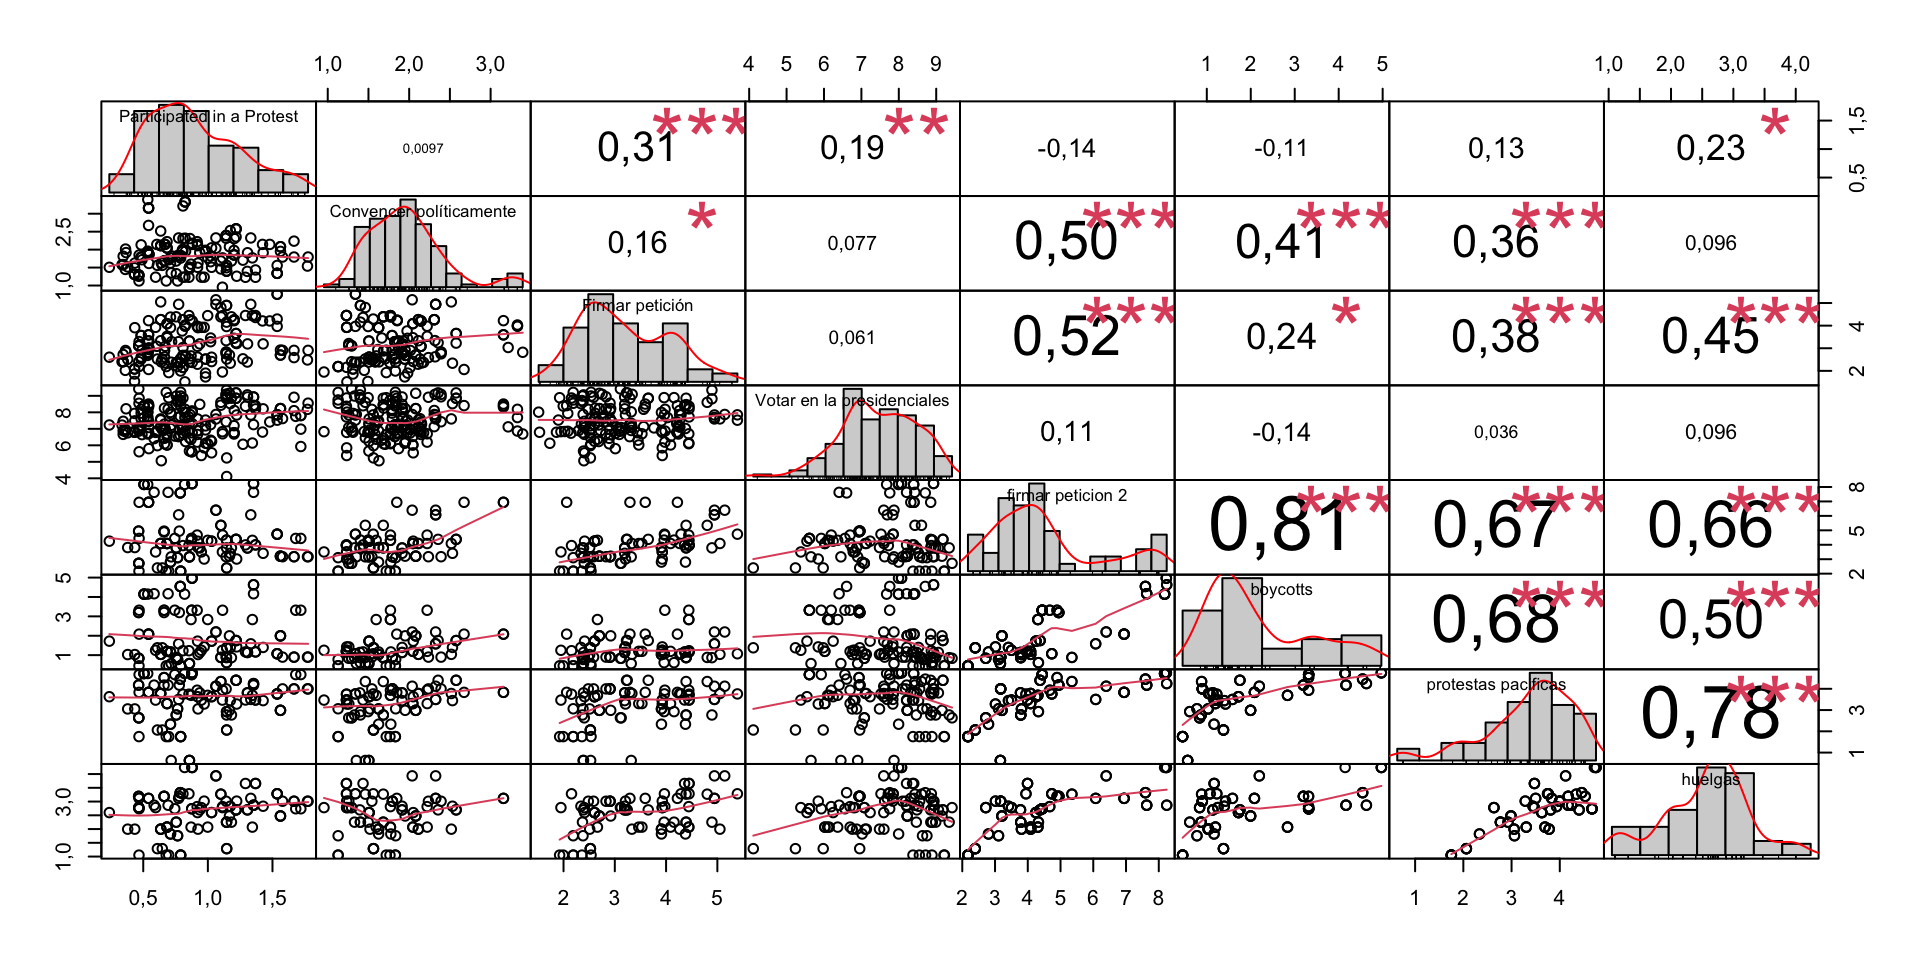 1,0 2,0 3,0 4 5 6 7 8 9 1 2 3 4 5 1,0 2,0 3,0 4,0
Participated in a Protest 0,0097 0,31 *** 0,19 ** -0,14 -0,11 0,13 0,23 * 0,5 1,5
1,0 2,5 Convencer políticamente 0,16 * 0,077 0,50 *** 0,41 *** 0,36 *** 0,096
Firmar petición 0,061 0,52 *** 0,24 * 0,38 *** 0,45 *** 2 4
4 6 8 Votar en la presidenciales 0,11 -0,14 0,036 0,096
firmar peticion 2 0,81 *** 0,67 *** 0,66 *** 2 5 8
1 3 5 boycotts 0,68 *** 0,50 ***
protestas pacificas 0,78 *** 1 3
1,0 3,0 huelgas
0,5 1,0 1,5 2 3 4 5 2 3 4 5 6 7 8 1 2 3 4